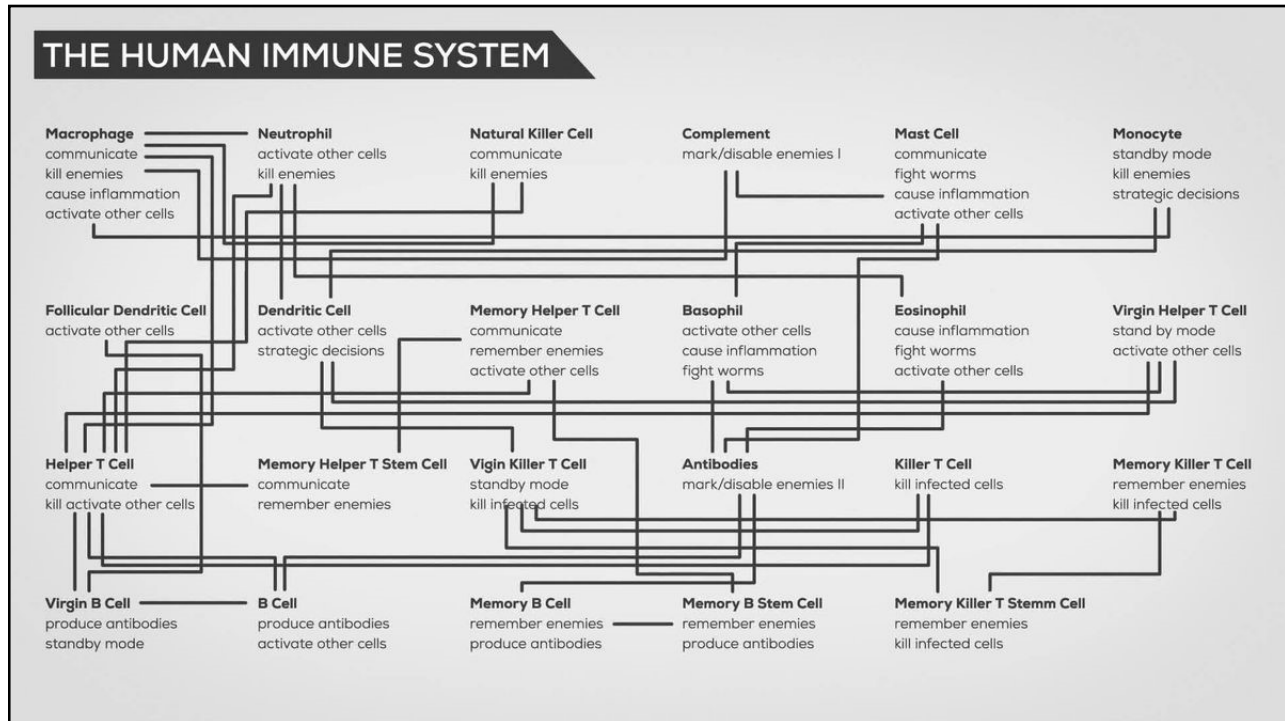 THE HUMAN IMMUNE SYSTEM
Macrophage
communicate
kill enemies
cause inflammation
activate other cells
Neutrophil
activate other cells
kill enemies
Natural Killer Cell
communicate
kill enemies
Complement
mark/disable enemies I
Mast Cell
communicate
fight worms
cause inflammation
activate other cells
Monocyte
standby mode
kill enemies
strategic decisions
Follicular Dendritic Cell
activate other cells
Dendritic Cell
activate other cells
strategic decisions
Memory Helper T Cell
communicate
remember enemies
activate other cells
Basophil
activate other cells
cause inflammation
fight worms
Eosinophil
cause inflammation
fight worms
activate other cells
Virgin Helper T Cell
stand by mode
activate other cells
Helper T Cell
communicate
kill activate other cells
Memory Helper T Stem Cell
communicate
remember enemies
Vigin Killer T Cell
standby mode
kill infected cells
Antibodies
mark/disable enemies II
Killer T Cell
kill infected cells
Memory Killer T Cell
remember enemies
kill infected cells
Virgin B Cell
produce antibodies
standby mode
B Cell
produce antibodies
activate other cells
Memory B Cell
remember enemies
produce antibodies
Memory B Stem Cell
remember enemies
produce antibodies
Memory Killer T Stemm Cell
remember enemies
kill infected cells